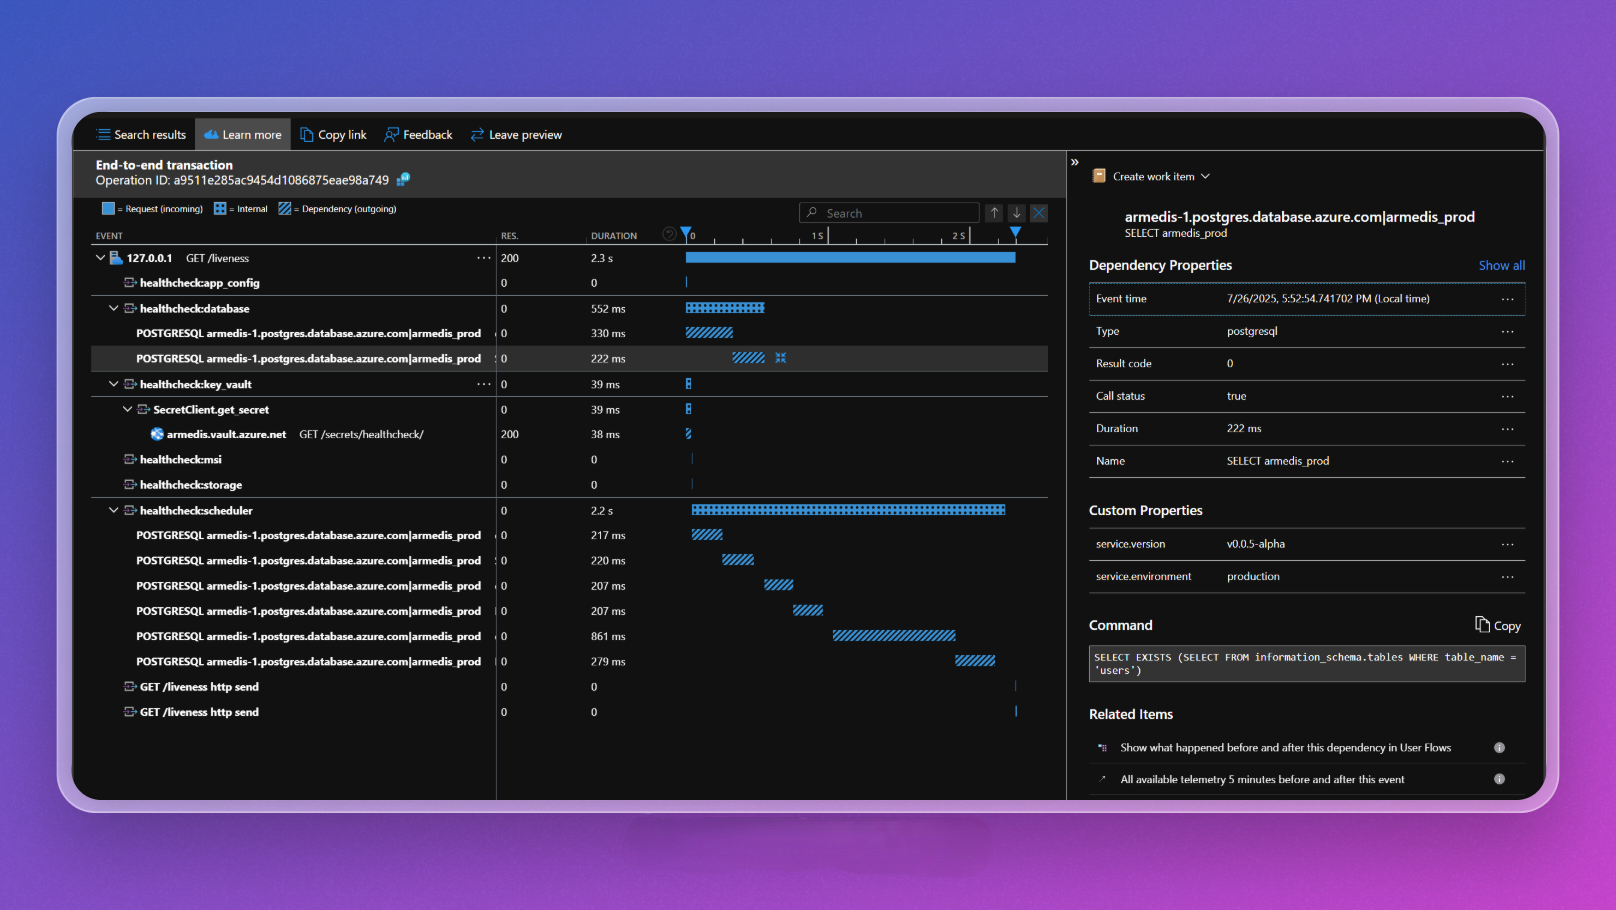 Search results
Learn more
Copy link
Feedback
Leave preview
End-to-end transaction
Operation ID: a9511e285ac9454d1086875eae98a749
= Request (incoming)
= Internal
= Dependency (outgoing)
Search
EVENT RES. DURATION 0 1 S 2 S
127.0.0.1 GET /liveness ... 200 2.3 s
healthcheck:app_config 0 0
healthcheck:database 0 552 ms
POSTGRESQL armedis-1.postgres.database.azure.com|armedis_prod 0 330 ms
POSTGRESQL armedis-1.postgres.database.azure.com|armedis_prod 0 222 ms
healthcheck:key_vault ... 0 39 ms
SecretClient.get_secret 0 39 ms
armedis.vault.azure.net GET /secrets/healthcheck/ 200 38 ms
healthcheck:msi 0 0
healthcheck:storage 0 0
healthcheck:scheduler 0 2.2 s
POSTGRESQL armedis-1.postgres.database.azure.com|armedis_prod 0 217 ms
POSTGRESQL armedis-1.postgres.database.azure.com|armedis_prod 0 220 ms
POSTGRESQL armedis-1.postgres.database.azure.com|armedis_prod 0 207 ms
POSTGRESQL armedis-1.postgres.database.azure.com|armedis_prod 0 207 ms
POSTGRESQL armedis-1.postgres.database.azure.com|armedis_prod 0 861 ms
POSTGRESQL armedis-1.postgres.database.azure.com|armedis_prod 0 279 ms
GET /liveness http send 0 0
GET /liveness http send 0 0
Create work item
armedis-1.postgres.database.azure.com|armedis_prod
SELECT armedis_prod
Dependency Properties Show all
Event time 7/26/2025, 5:52:54.741702 PM (Local time) ...
Type postgresql ...
Result code 0 ...
Call status true ...
Duration 222 ms ...
Name SELECT armedis_prod ...
Custom Properties
service.version v0.0.5-alpha ...
service.environment production ...
Command Copy
SELECT EXISTS (SELECT FROM information_schema.tables WHERE table_name =
'users')
Related Items
Show what happened before and after this dependency in User Flows
All available telemetry 5 minutes before and after this event